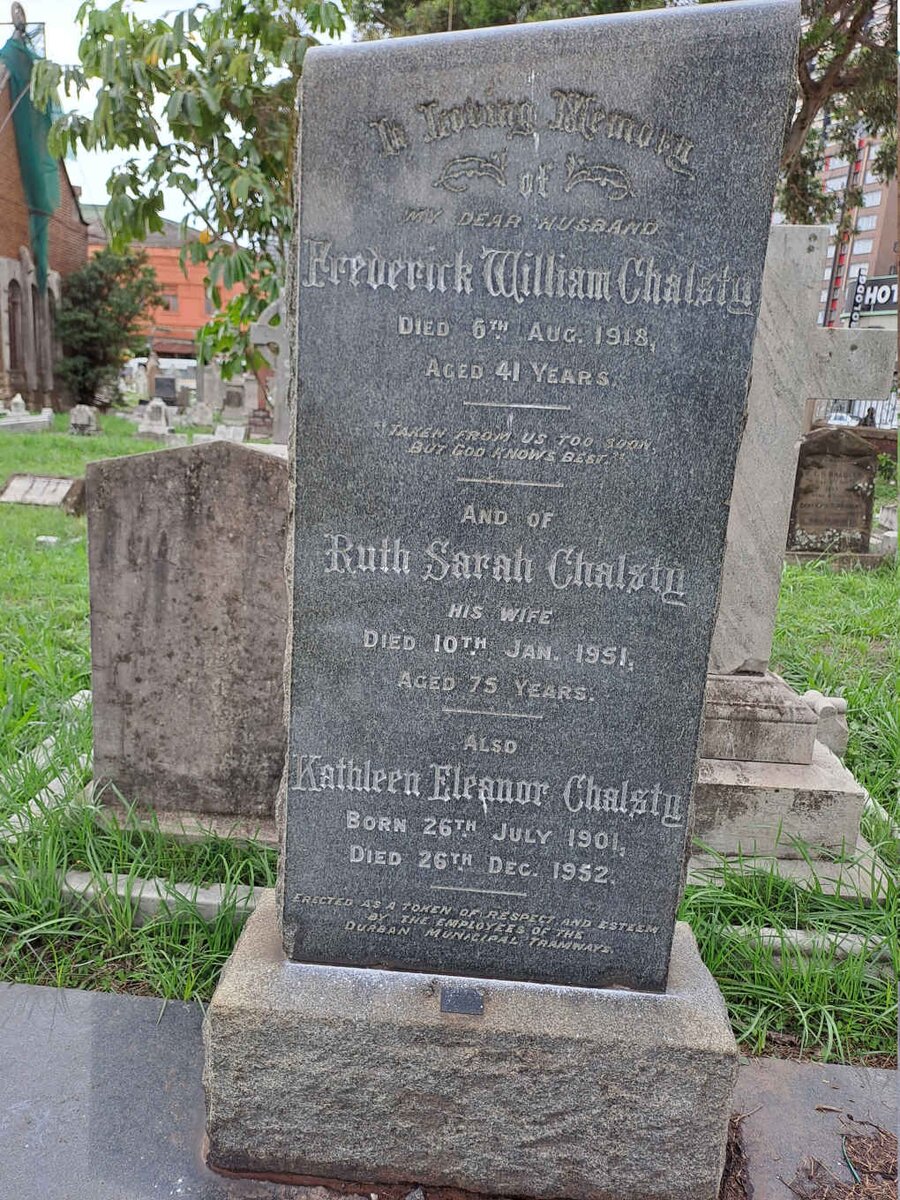 In Loving Memory
of
MY DEAR HUSBAND
Frederick William Chalsty
DIED 6TH AUG. 1918,
AGED 41 YEARS.
"TAKEN FROM US TOO SOON,
BUT GOD KNOWS BEST."
AND OF
Ruth Sarah Chalsty
HIS WIFE
DIED 10TH JAN. 1951,
AGED 75 YEARS.
ALSO
Kathleen Eleanor Chalsty
BORN 26TH JULY 1901,
DIED 26TH DEC. 1952.
ERECTED AS A TOKEN OF RESPECT AND ESTEEM
BY THE EMPLOYEES OF THE
DURBAN MUNICIPAL TRAMWAYS.
HOT